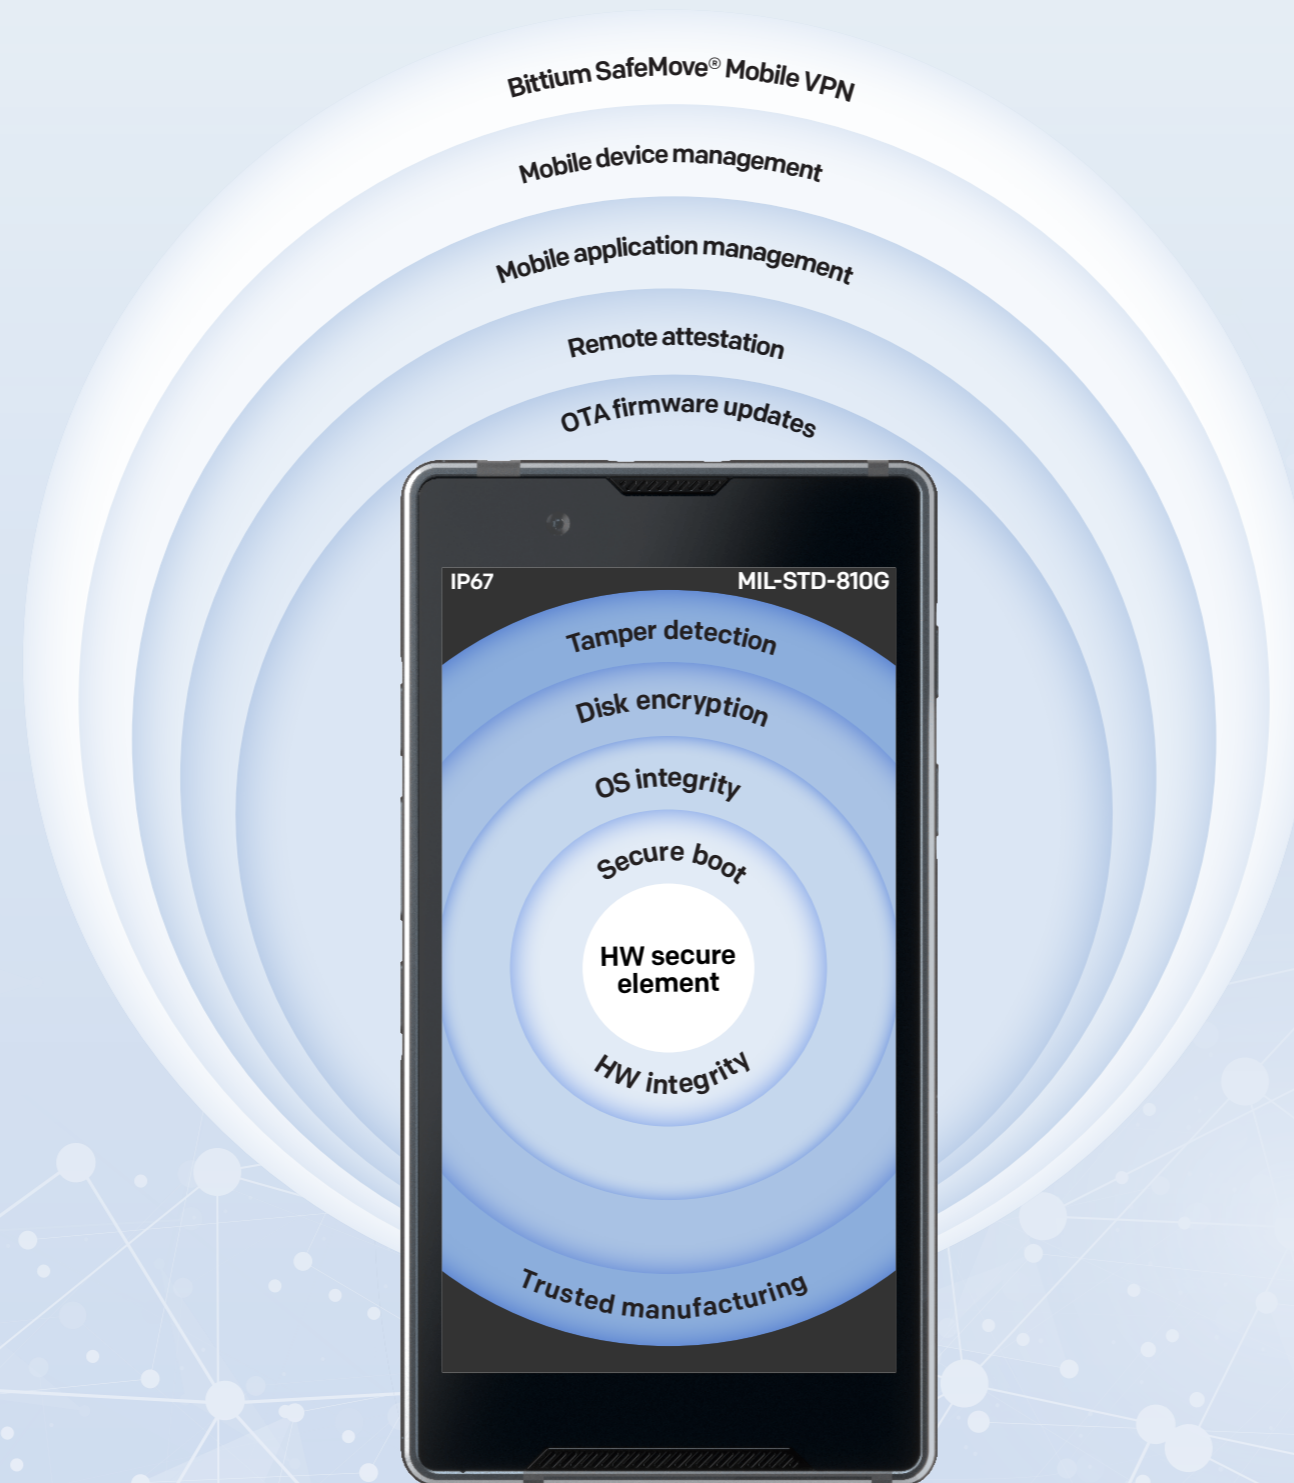 Bittium SafeMove® Mobile VPN
Mobile device management
Mobile application management
Remote attestation
OTA firmware updates
IP67
MIL-STD-810G
Tamper detection
Disk encryption
OS integrity
Secure boot
HW secure
element
HW integrity
Trusted manufacturing